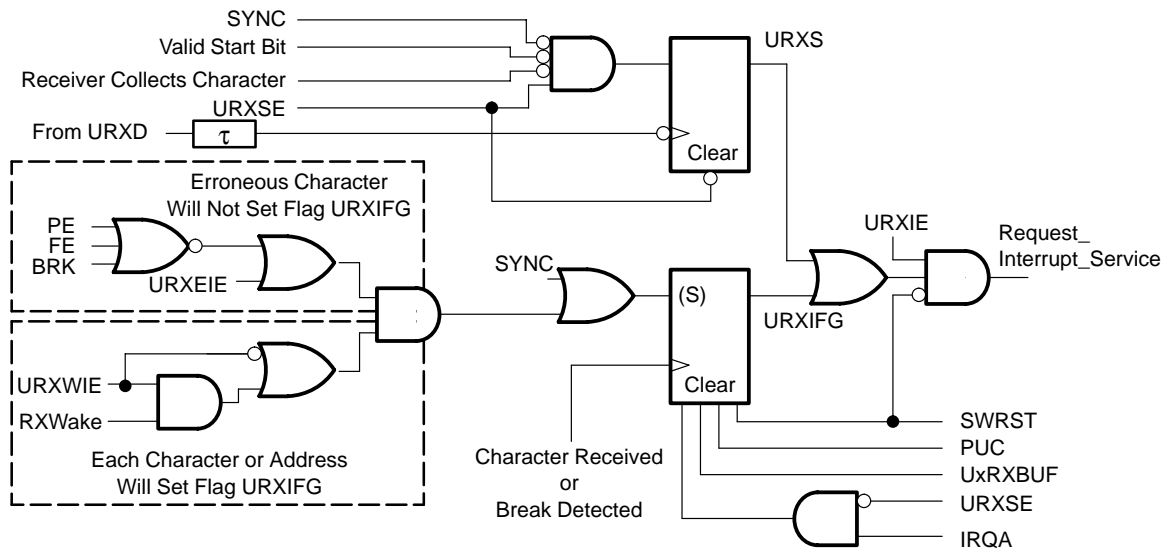 SYNC
Valid Start Bit
Receiver Collects Character
URXSE
From URXD
τ
URXS
Clear
Erroneous Character
Will Not Set Flag URXIFG
PE
FE
BRK
URXEIE
SYNC
(S)
Clear
URXIFG
URXIE
Request_
Interrupt_Service
URXWIE
RXWake
Each Character or Address
Will Set Flag URXIFG
Character Received
or
Break Detected
SWRST
PUC
UxRXBUF
URXSE
IRQA